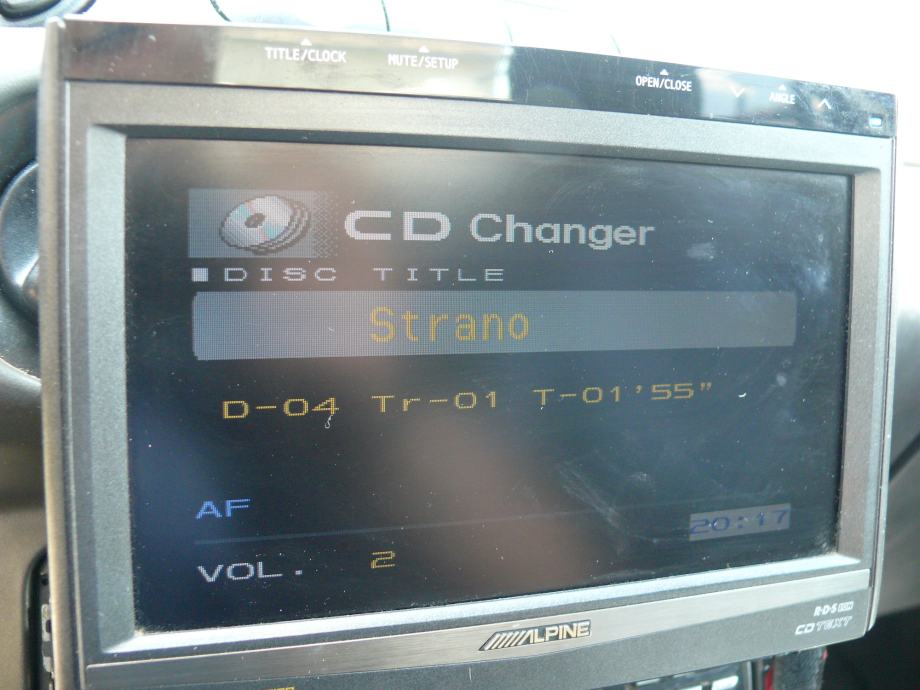 TITLE/CLOCK MUTE/SETUP OPEN/CLOSE ANGLE
CD Changer
DISC TITLE
Strano
D-04 Tr-01 T-01'55"
AF
20:17
VOL. 2
ALPINE
R·D·S
CD TEXT